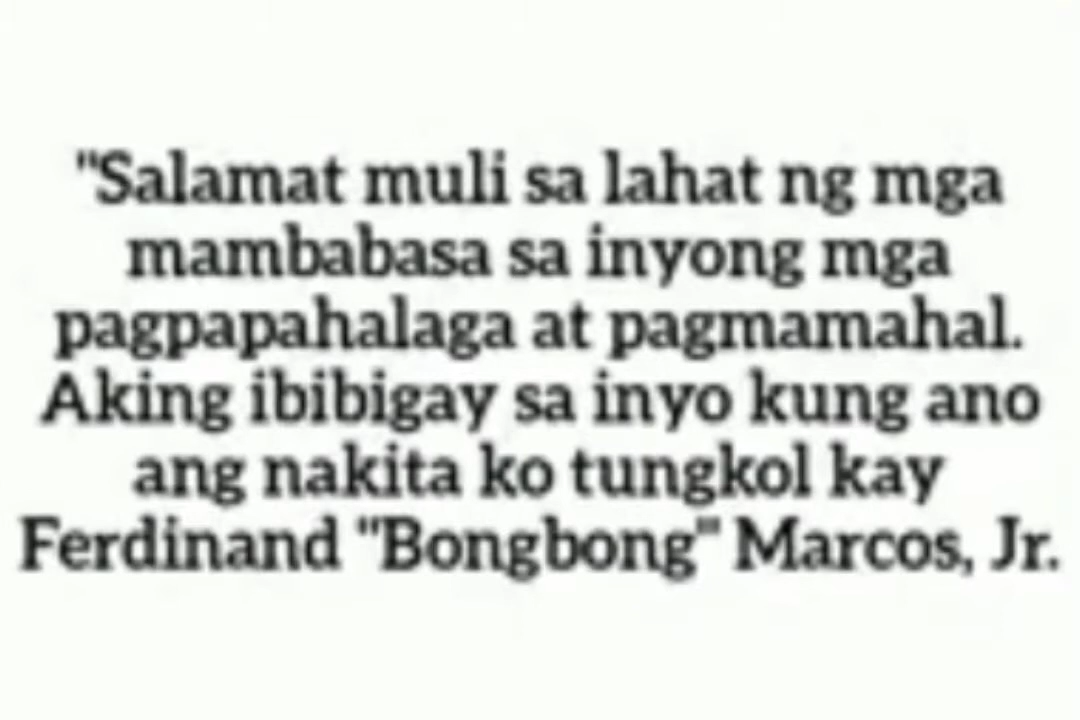 "Salamat muli sa lahat ng mga
mambabasa sa inyong mga
pagpapahalaga at pagmamahal.
Aking ibibigay sa inyo kung ano
ang nakita ko tungkol kay
Ferdinand "Bongbong" Marcos, Jr.